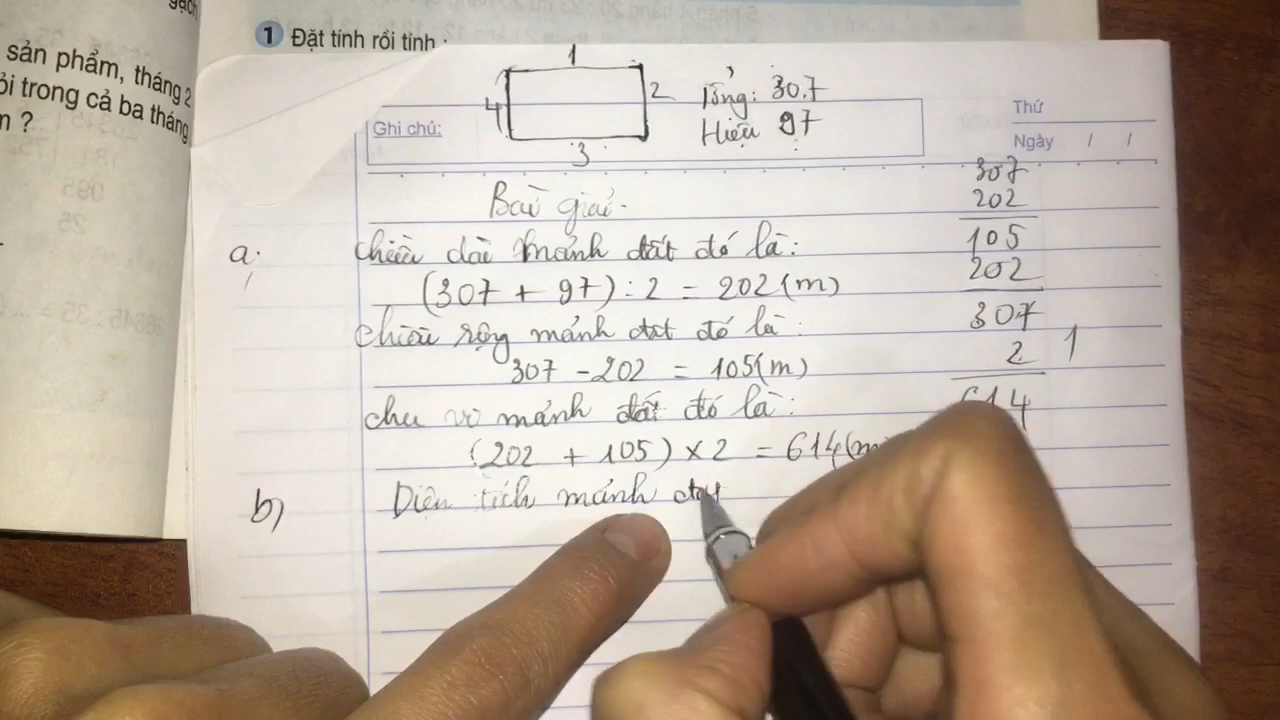 gạch
sản phẩm, tháng 2
ỏi trong cả ba tháng
n ?
1 Đặt tính rồi tính :
1
4
2
3
Tổng: 307
Hiệu 97
Ghi chú:
Thứ
Ngày / /
Bài giải.
a;
chiều dài mảnh đất đó là:
(307 + 97) : 2 = 202(m)
chiều rộng mảnh đất đó là:
307 - 202 = 105(m)
chu vi mảnh đất đó là:
(202 + 105) × 2 = 614(m
b)
Diện tích mảnh đất
307
202
105
202
307
2 1
614